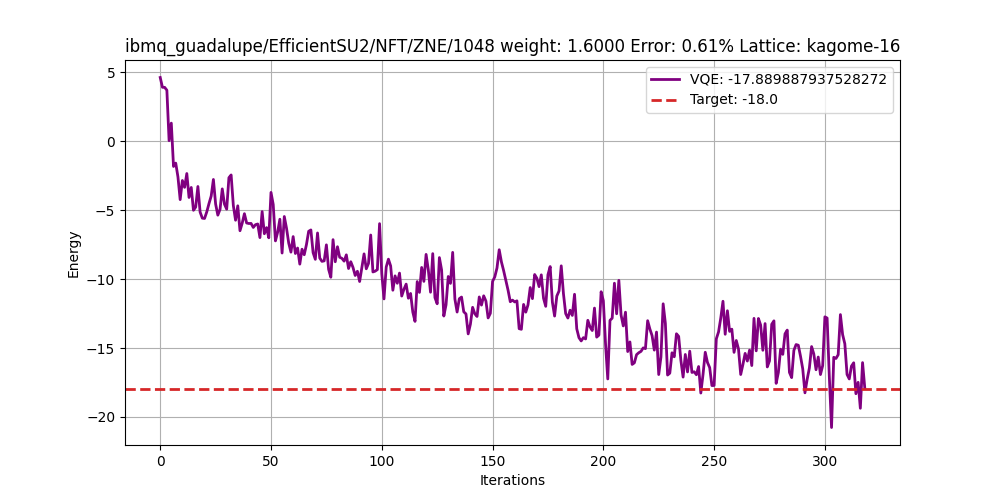 ibmq_guadalupe/EfficientSU2/NFT/ZNE/1048 weight: 1.6000 Error: 0.61% Lattice: kagome-16
VQE: -17.889887937528272
Target: -18.0
Energy
5
0
−5
−10
−15
−20
0 50 100 150 200 250 300
Iterations